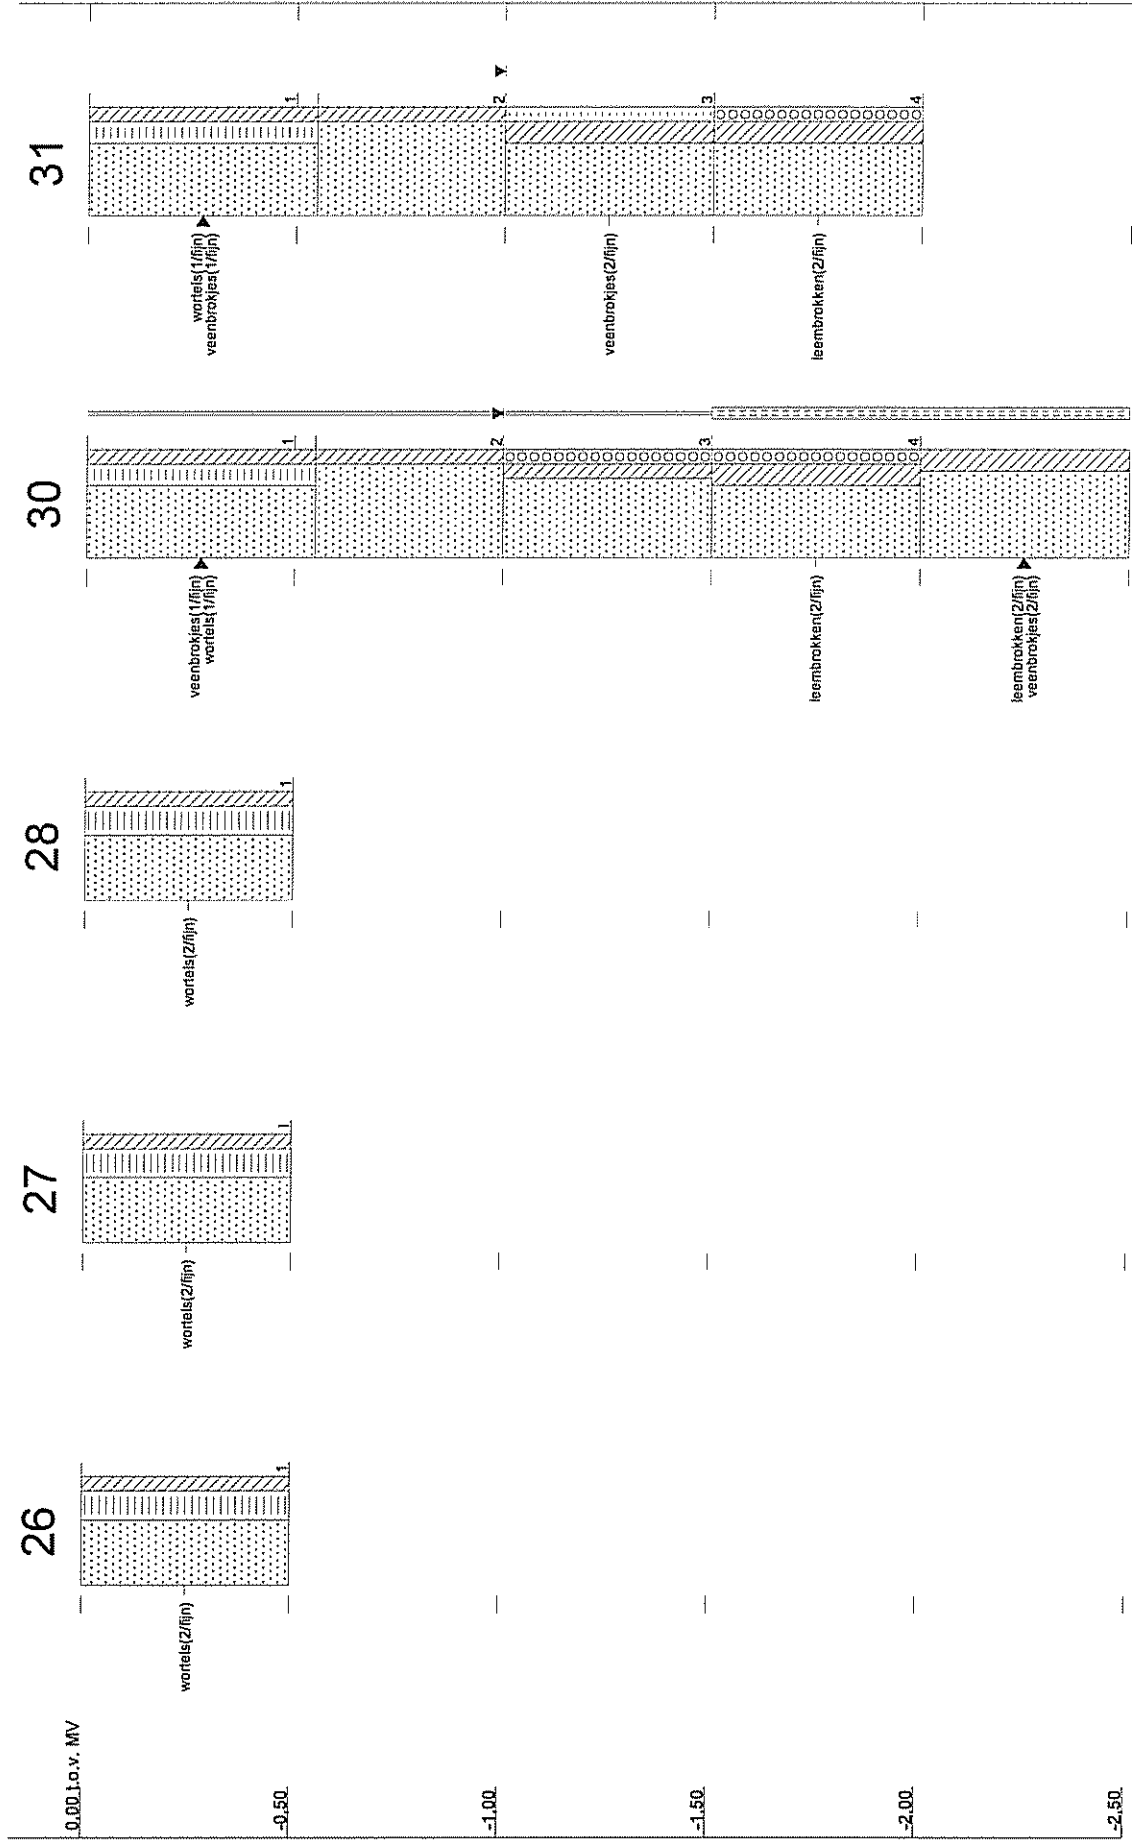 0.00 t.o.v. MV
-0.50
-1.00
-1.50
-2.00
-2.50
26
1
wortels(2/fijn)
27
1
wortels(2/fijn)
28
1
wortels(2/fijn)
30
1
2
3
4
veenbrokjes(1/fijn)
wortels(1/fijn)
leembrokken(2/fijn)
leembrokken(2/fijn)
veenbrokjes(2/fijn)
31
1
2
3
4
wortels(1/fijn)
veenbrokjes(1/fijn)
veenbrokjes(2/fijn)
leembrokken(2/fijn)